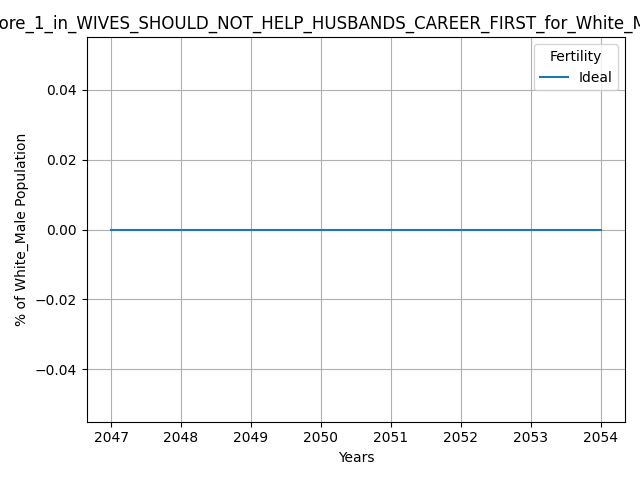 ore_1_in_WIVES_SHOULD_NOT_HELP_HUSBANDS_CAREER_FIRST_for_White_M
Fertility
Ideal
0.04
0.02
0.00
−0.02
−0.04
% of White_Male Population
2047 2048 2049 2050 2051 2052 2053 2054
Years